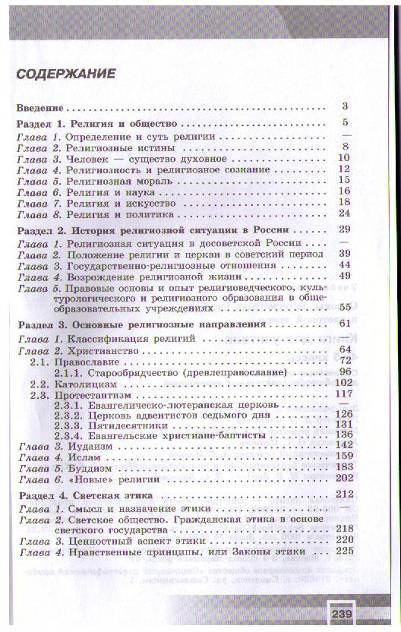 СОДЕРЖАНИЕ
Введение 3
Раздел 1. Религия и общество 5
Глава 1. Определение и суть религии —
Глава 2. Религиозные истины 8
Глава 3. Человек — существо духовное 10
Глава 4. Религиозность и религиозное сознание 12
Глава 5. Религиозная мораль 15
Глава 6. Религия и наука 16
Глава 7. Религия и искусство 18
Глава 8. Религия и политика 24
Раздел 2. История религиозной ситуации в России 29
Глава 1. Религиозная ситуация в досоветской России —
Глава 2. Положение религии и церкви в советский период 39
Глава 3. Государственно-религиозные отношения 44
Глава 4. Возрождение религиозной жизни 49
Глава 5. Правовые основы и опыт религиоведческого, куль-
турологического и религиозного образования в обще-
образовательных учреждениях 55
Раздел 3. Основные религиозные направления 61
Глава 1. Классификация религий —
Глава 2. Христианство 64
2.1. Православие 72
2.1.1. Старообрядчество (древлеправославие) 96
2.2. Католицизм 102
2.3. Протестантизм 117
2.3.1. Евангелическо-лютеранская церковь —
2.3.2. Церковь адвентистов седьмого дня 126
2.3.3. Пятидесятники 131
2.3.4. Евангельские христиане-баптисты 136
Глава 3. Иудаизм 142
Глава 4. Ислам 159
Глава 5. Буддизм 183
Глава 6. «Новые» религии 202
Раздел 4. Светская этика 212
Глава 1. Смысл и назначение этики —
Глава 2. Светское общество. Гражданская этика в основе
светского государства 218
Глава 3. Ценностный аспект этики 220
Глава 4. Нравственные принципы, или Законы этики 225
239